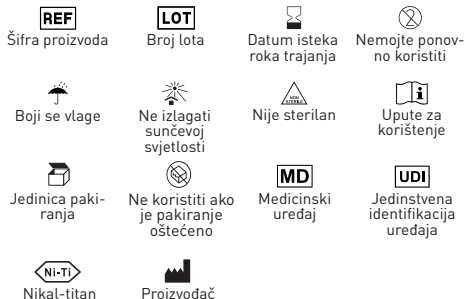 REF
Šifra proizvoda
LOT
Broj lota
Datum isteka
roka trajanja
2
Nemojte ponov-
no koristiti
Boji se vlage
Ne izlagati
sunčevoj
svjetlosti
NON
STERILE
Nije sterilan
i
Upute za
korištenje
Jedinica paki-
ranja
Ne koristiti ako
je pakiranje
oštećeno
MD
Medicinski
uređaj
UDI
Jedinstvena
identifikacija
uređaja
Ni-Ti
Nikal-titan
Proizvođač